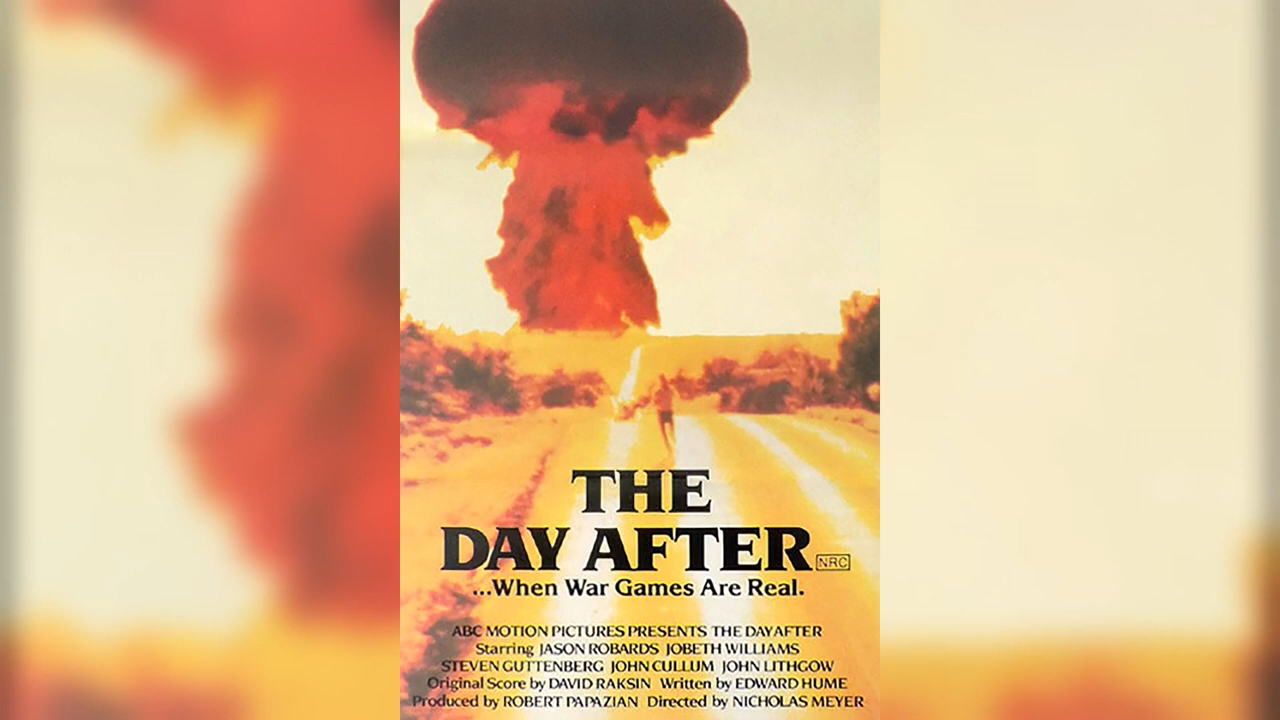 THE
DAY AFTER NRC
...When War Games Are Real.
ABC MOTION PICTURES PRESENTS THE DAY AFTER
Starring JASON ROBARDS JOBETH WILLIAMS
STEVEN GUTTENBERG JOHN CULLUM JOHN LITHGOW
Original Score by DAVID RAKSIN Written by EDWARD HUME
Produced by ROBERT PAPAZIAN Directed by NICHOLAS MEYER